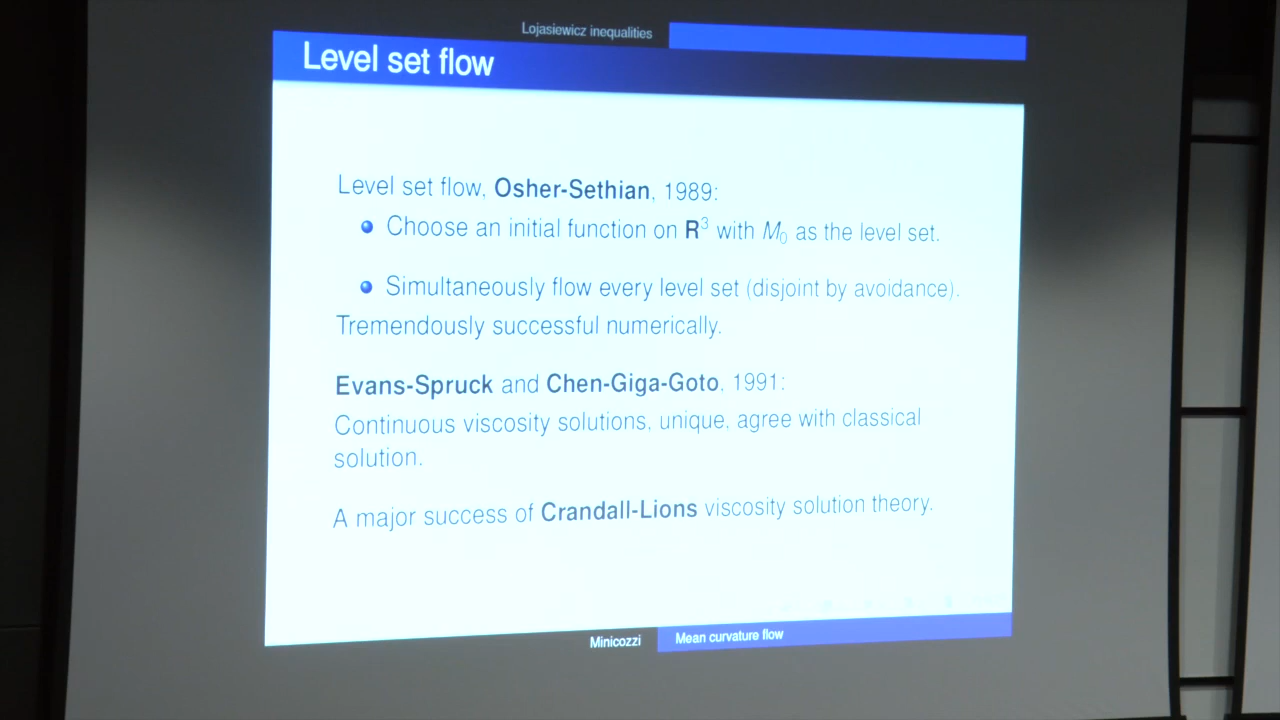 Lojasiewicz inequalities
Level set flow
Level set flow, Osher-Sethian, 1989:
Choose an initial function on R³ with M₀ as the level set.
Simultaneously flow every level set (disjoint by avoidance).
Tremendously successful numerically.
Evans-Spruck and Chen-Giga-Goto, 1991:
Continuous viscosity solutions, unique, agree with classical
solution.
A major success of Crandall-Lions viscosity solution theory.
Minicozzi
Mean curvature flow